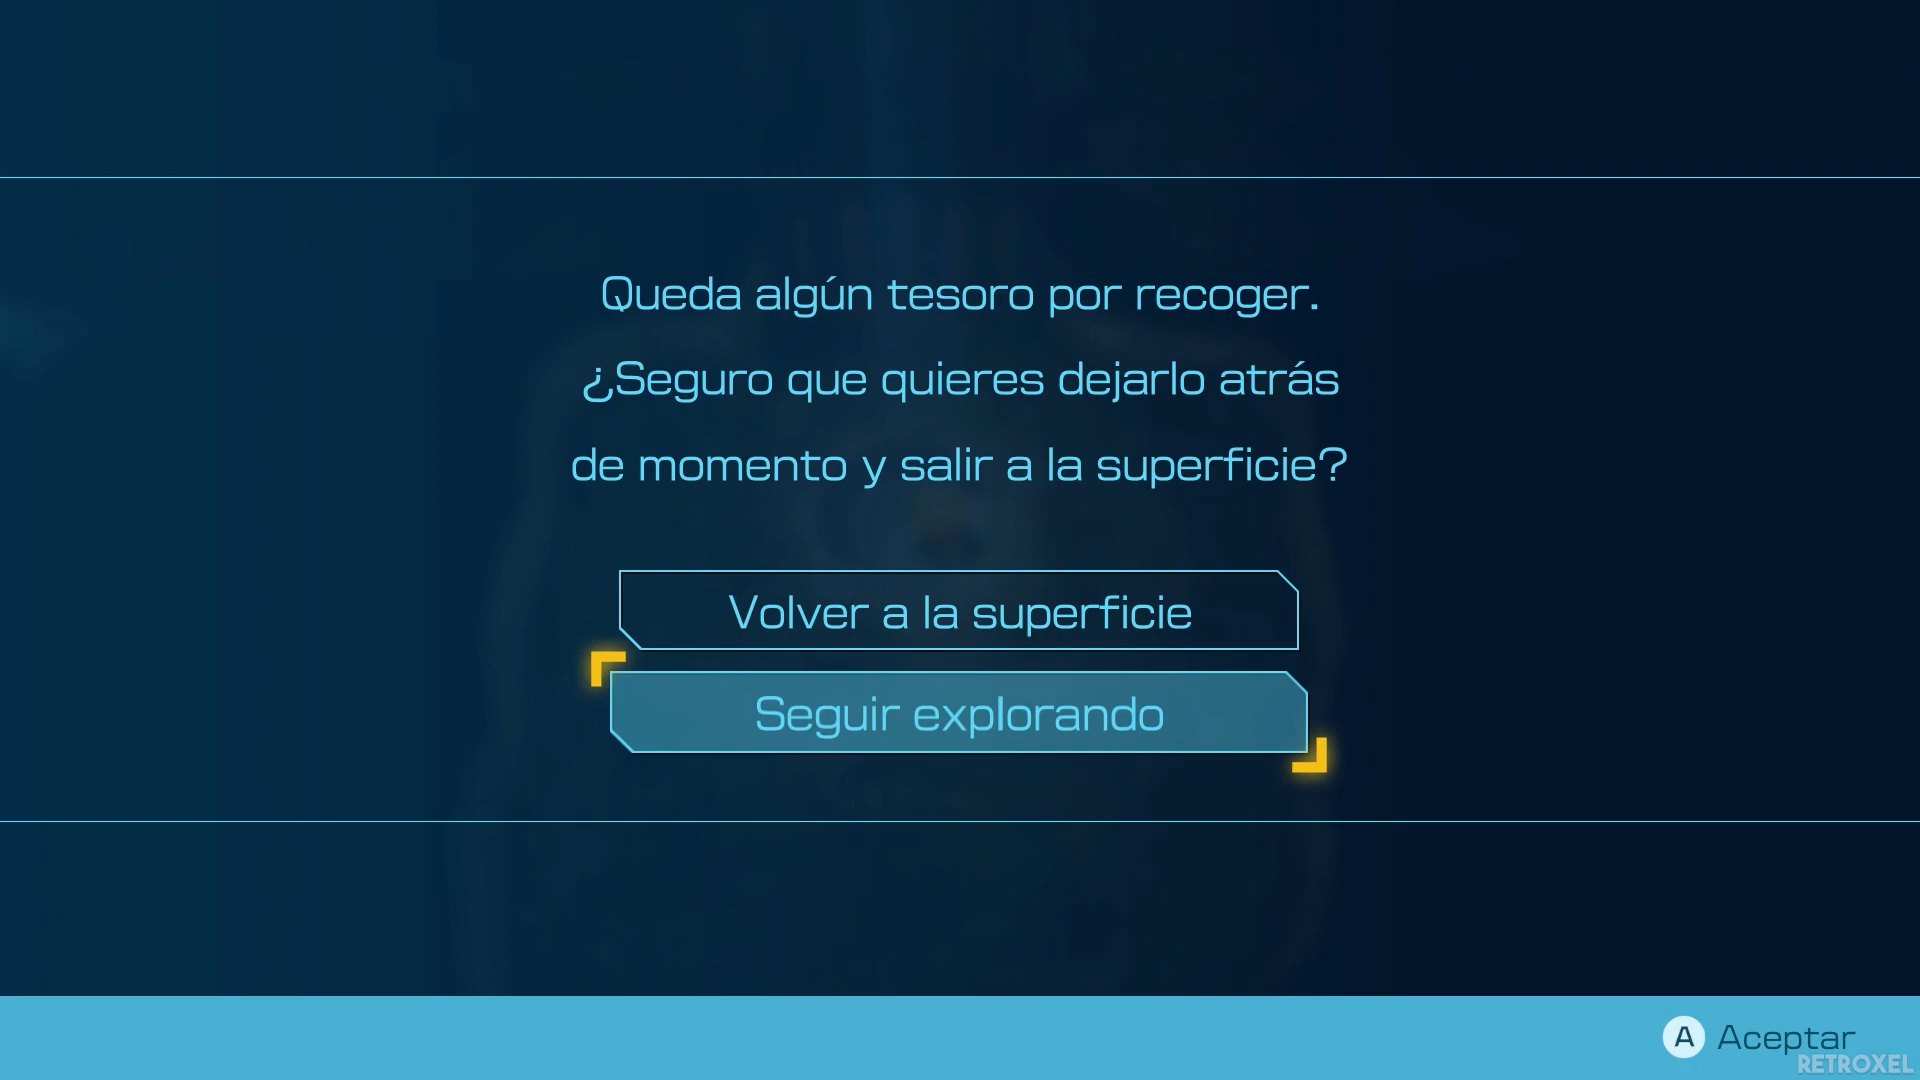 Queda algún tesoro por recoger.
¿Seguro que quieres dejarlo atrás
de momento y salir a la superficie?
Volver a la superficie
Seguir explorando
A Aceptar
RETROXEL